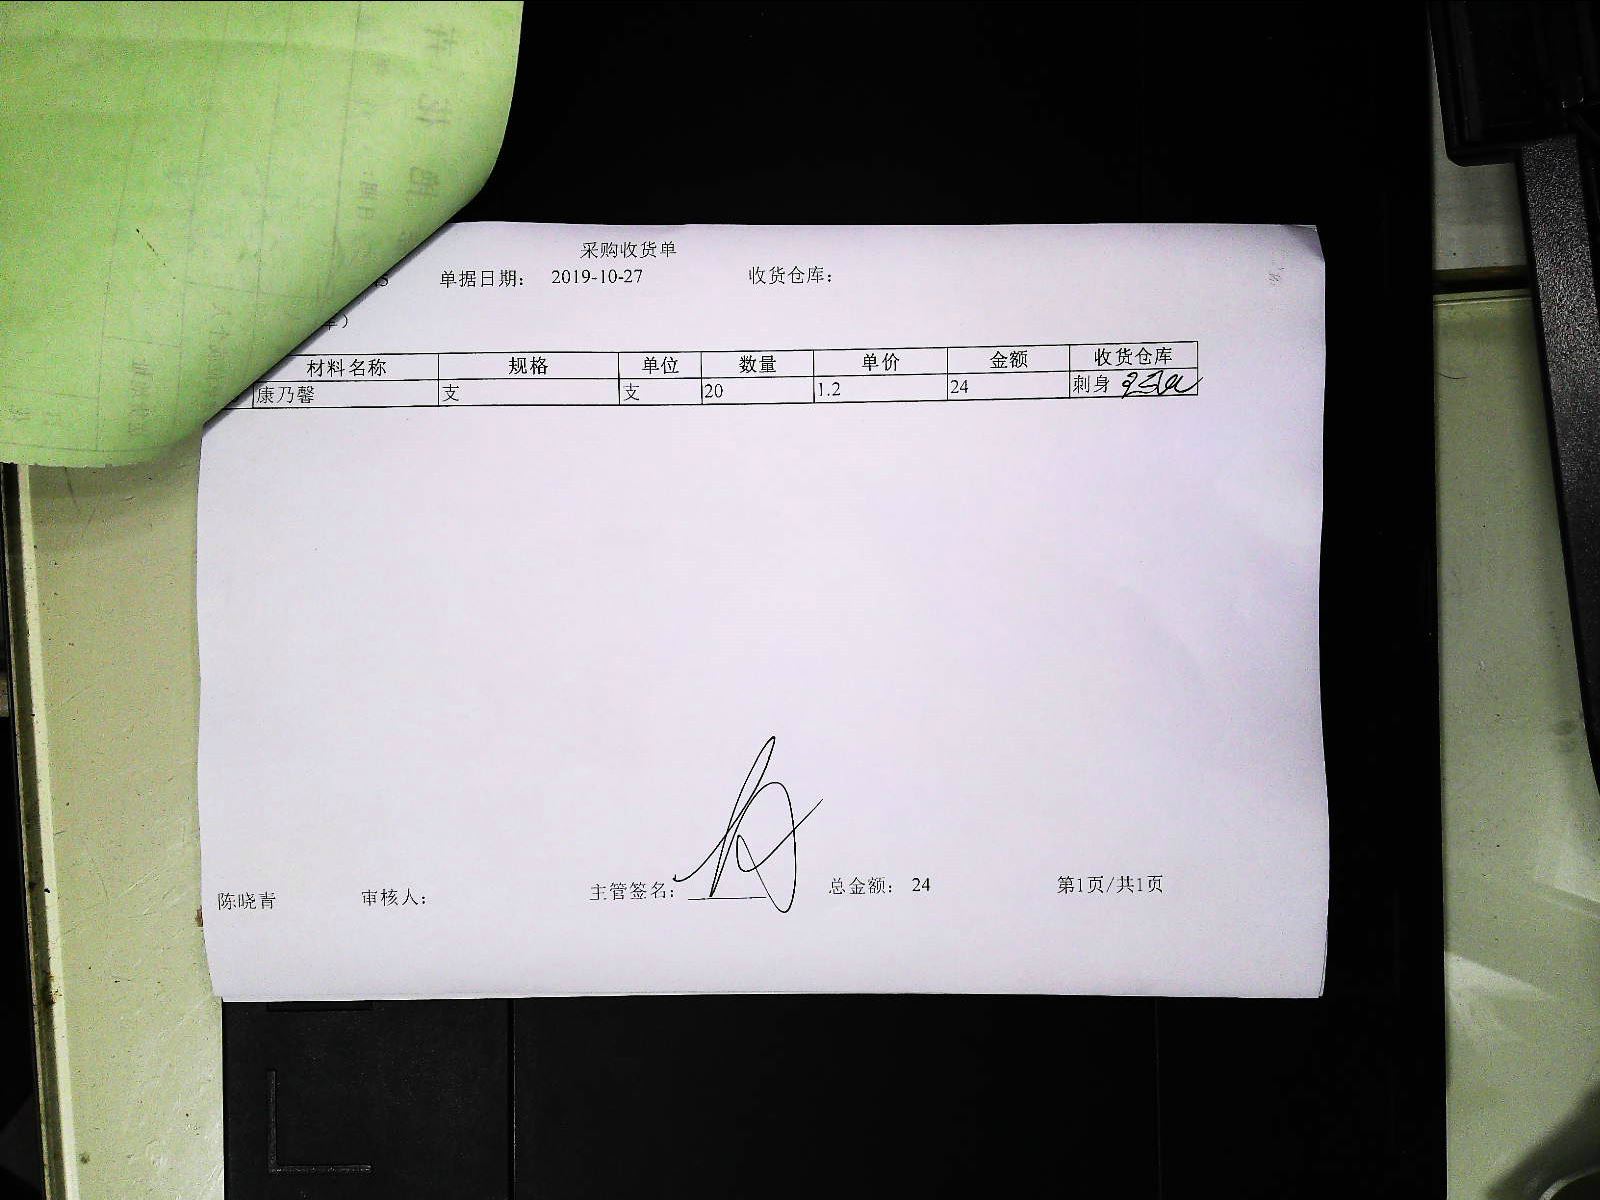 采购收货单
单据日期： 2019-10-27 收货仓库：
材料名称 规格 单位 数量 单价 金额 收货仓库
康乃馨 支 支 20 1.2 24 刺身
陈晓青 审核人： 主管签名： 总金额： 24 第1页/共1页